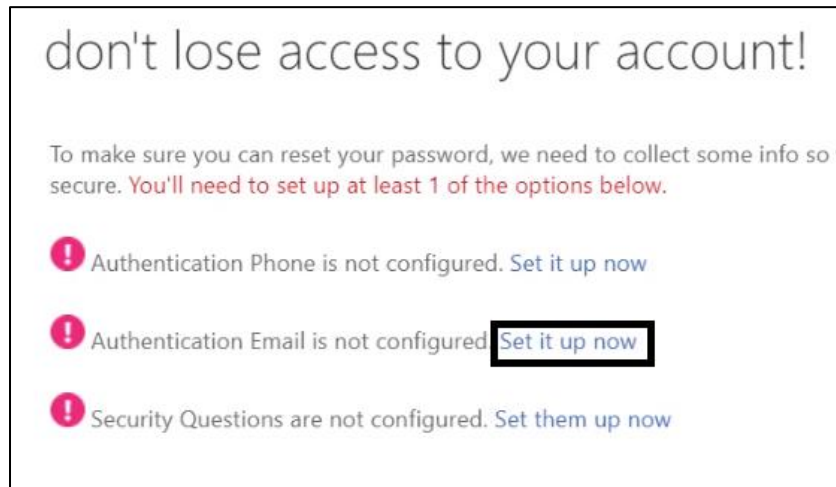 don't lose access to your account!
To make sure you can reset your password, we need to collect some info so
secure. You'll need to set up at least 1 of the options below.
! Authentication Phone is not configured. Set it up now
! Authentication Email is not configured. Set it up now
! Security Questions are not configured. Set them up now